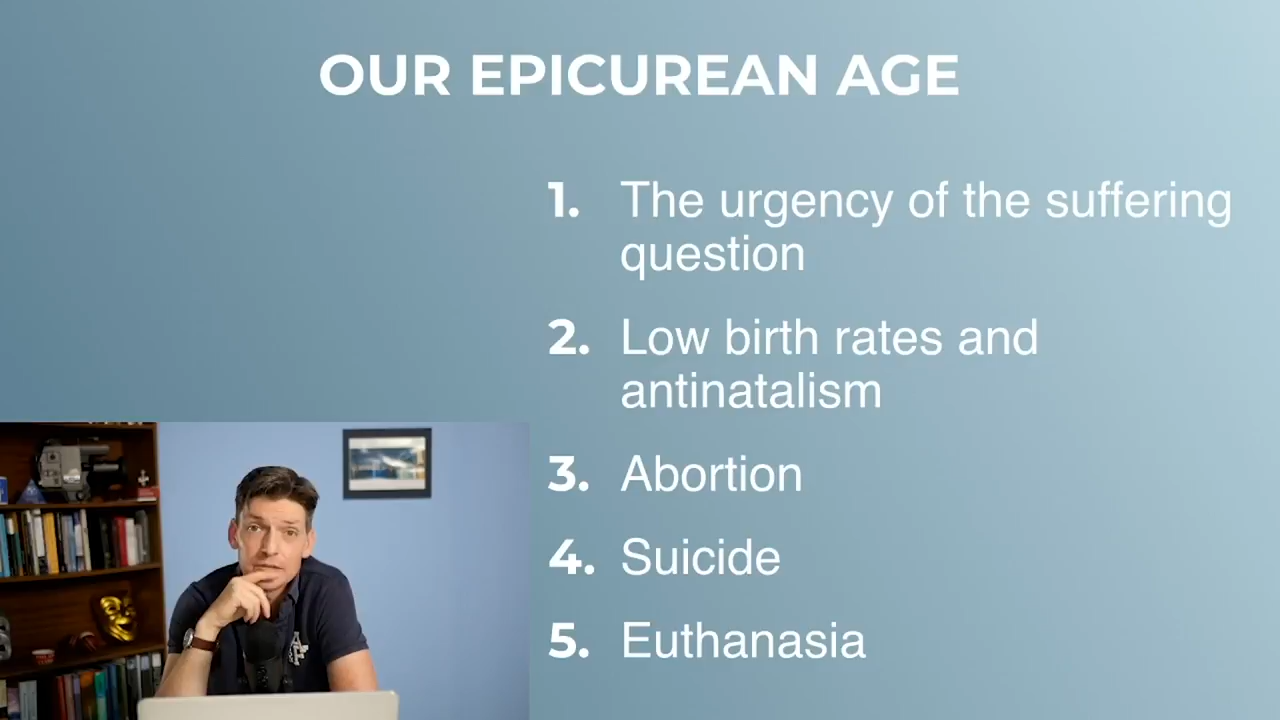 OUR EPICUREAN AGE
1. The urgency of the suffering
question
2. Low birth rates and
antinatalism
3. Abortion
4. Suicide
5. Euthanasia